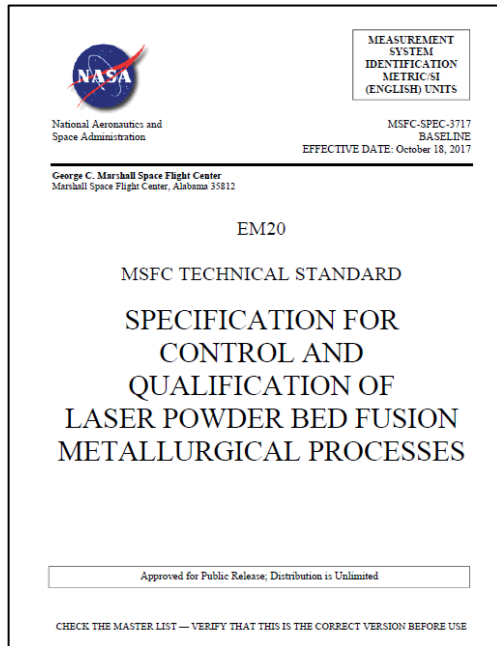 NASA
MEASUREMENT
SYSTEM
IDENTIFICATION
METRIC/SI
(ENGLISH) UNITS
National Aeronautics and
Space Administration
MSFC-SPEC-3717
BASELINE
EFFECTIVE DATE: October 18, 2017
George C. Marshall Space Flight Center
Marshall Space Flight Center, Alabama 35812
EM20
MSFC TECHNICAL STANDARD
SPECIFICATION FOR
CONTROL AND
QUALIFICATION OF
LASER POWDER BED FUSION
METALLURGICAL PROCESSES
Approved for Public Release; Distribution is Unlimited
CHECK THE MASTER LIST — VERIFY THAT THIS IS THE CORRECT VERSION BEFORE USE